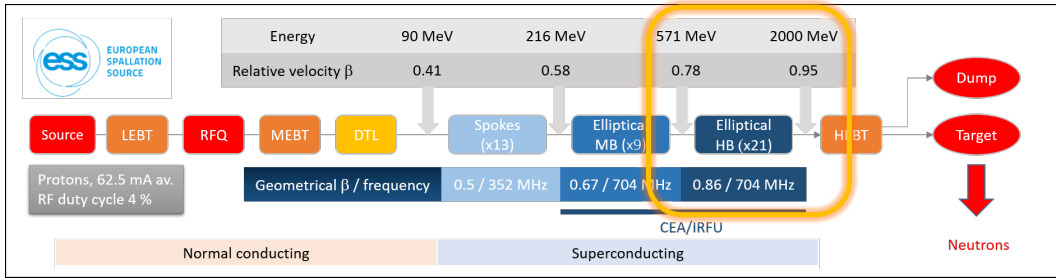 ess
EUROPEAN
SPALLATION
SOURCE
Energy 90 MeV 216 MeV 571 MeV 2000 MeV
Relative velocity β 0.41 0.58 0.78 0.95
Dump
Source LEBT RFQ MEBT DTL
Spokes
(x13)
Elliptical
MB (x9)
Elliptical
HB (x21)
HEBT
Target
Protons, 62.5 mA av.
RF duty cycle 4 %
Geometrical β / frequency 0.5 / 352 MHz 0.67 / 704 MHz 0.86 / 704 MHz
CEA/IRFU
Normal conducting Superconducting
Neutrons